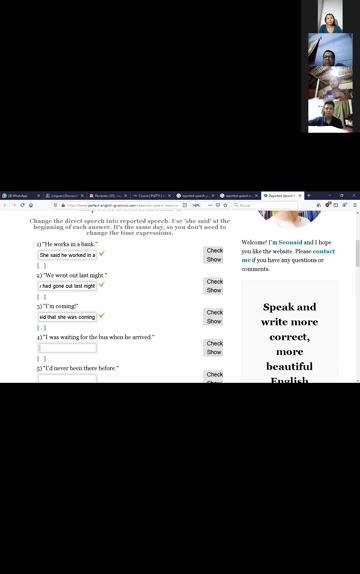 Change the direct speech into reported speech. Use 'she said' at the
beginning of each answer. It's the same day, so you don't need to
change the time expressions.
1) "He works in a bank."
She said he worked in a
Check
Show
[ . ]
2) "We went out last night."
had gone out last night
Check
Show
[ . ]
3) "I'm coming!"
aid that she was coming
Check
Show
[ . ]
4) "I was waiting for the bus when he arrived."
Check
Show
[ . ]
5) "I'd never been there before."
Check
Welcome! I'm Seonaid and I hope
you like the website. Please contact
me if you have any questions or
comments.
Speak and
write more
correct,
more
beautiful
English